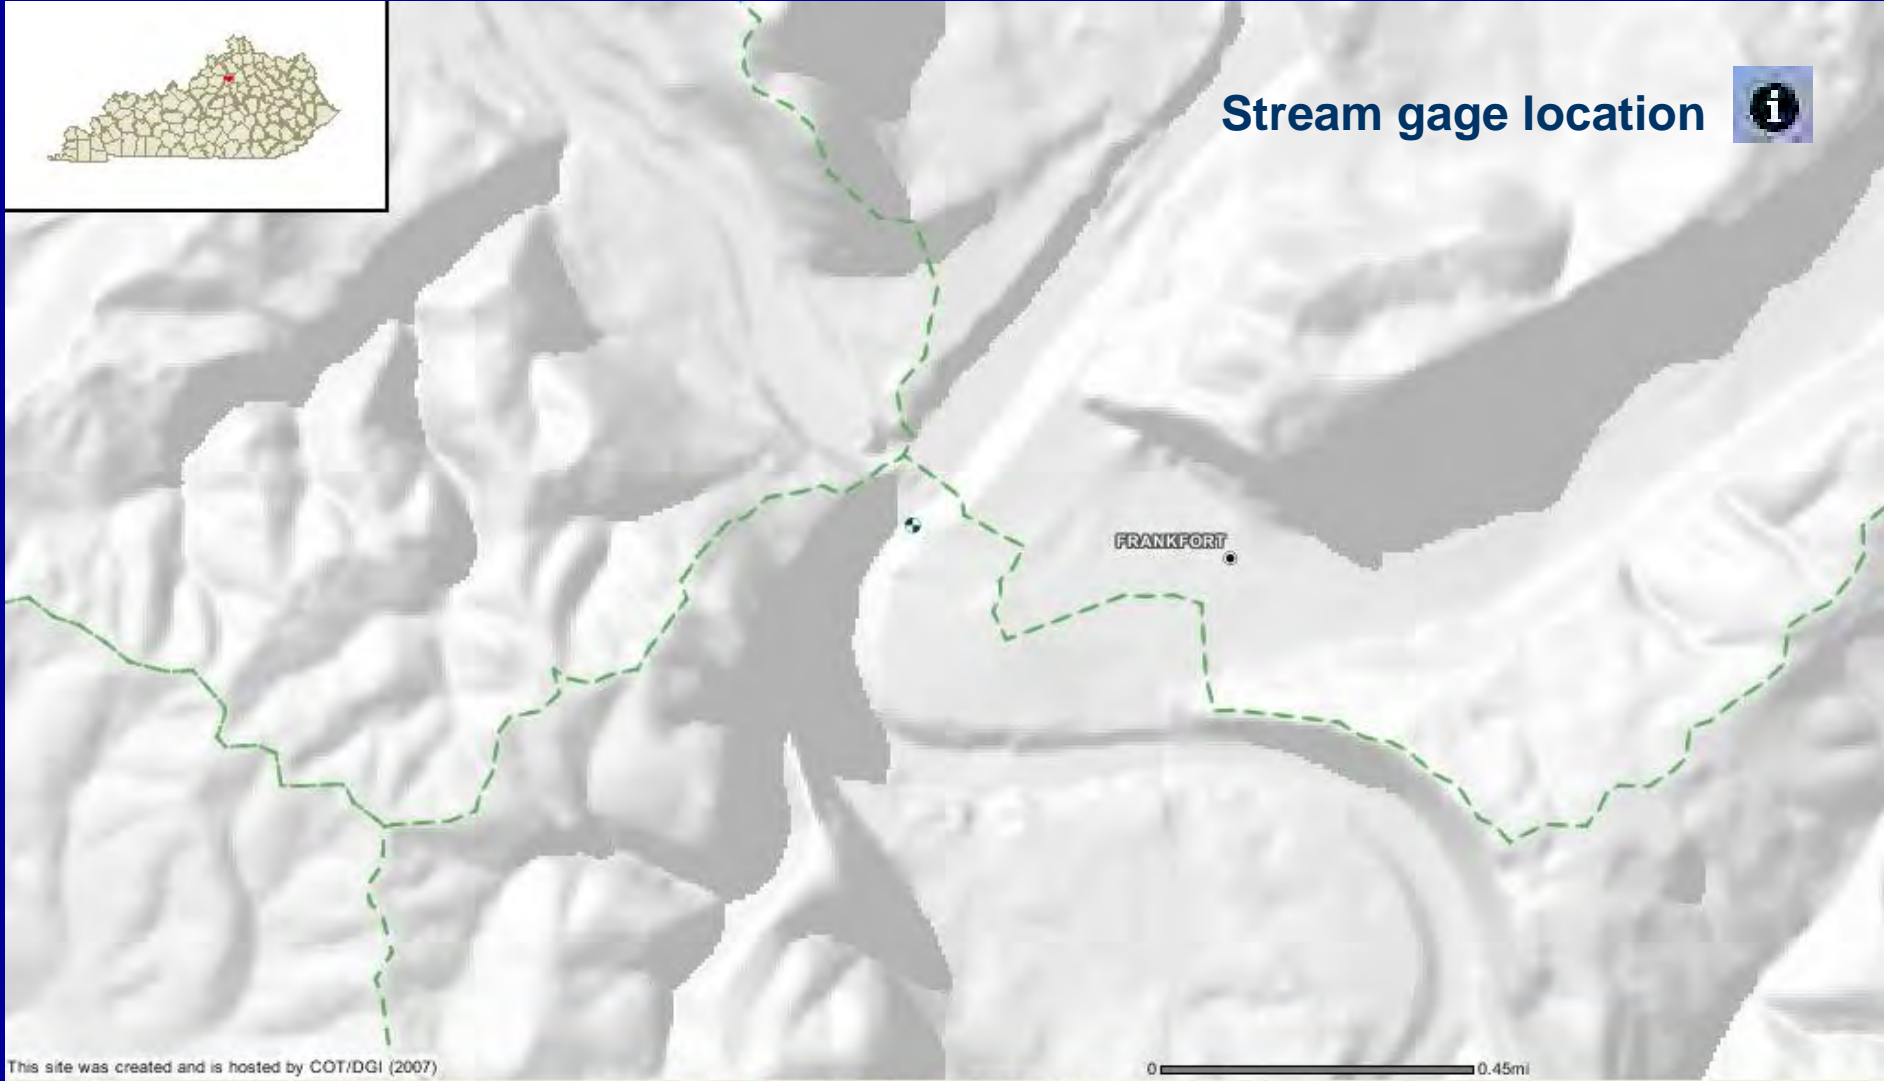 Stream gage location
i
FRANKFORT
This site was created and is hosted by COT/DGI (2007)
0 0.45mi